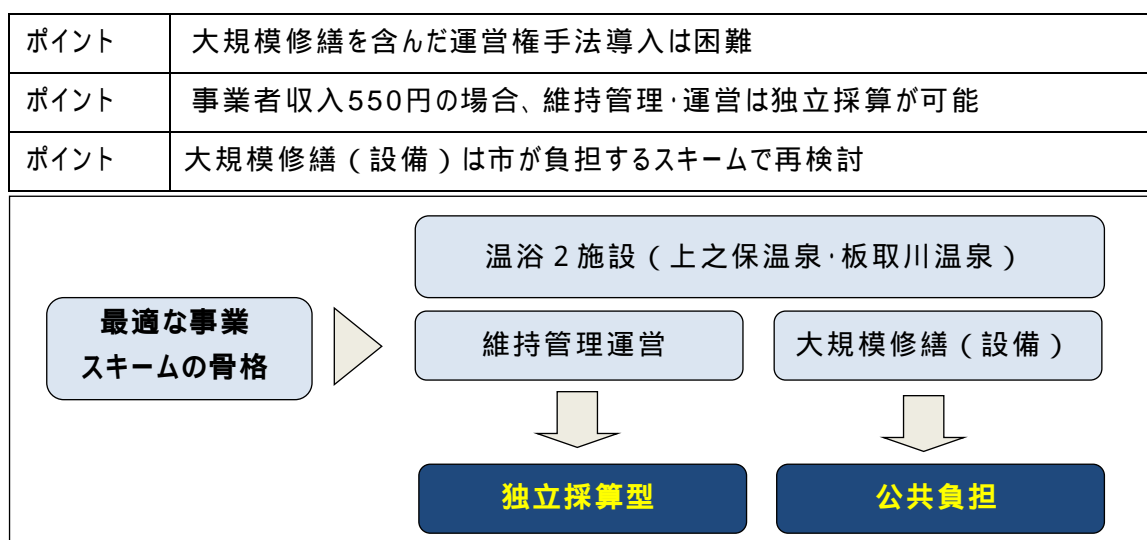 ポイント 大規模修繕を含んだ運営権手法導入は困難
ポイント 事業者収入550円の場合、維持管理・運営は独立採算が可能
ポイント 大規模修繕（設備）は市が負担するスキームで再検討
温浴２施設（上之保温泉・板取川温泉）
最適な事業
スキームの骨格
維持管理運営
大規模修繕（設備）
独立採算型
公共負担